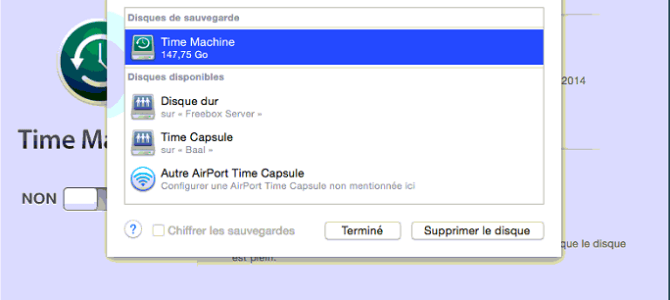 Disques de sauvegarde
Time Machine
147,75 Go
Disques disponibles
2014
Disque dur
sur « Freebox Server »
Time Ma
Time Capsule
sur « Baal »
Autre AirPort Time Capsule
Configurer une AirPort Time Capsule non mentionnée ici
NON
? Chiffrer les sauvegardes Terminé Supprimer le disque
que le disque
est plein.